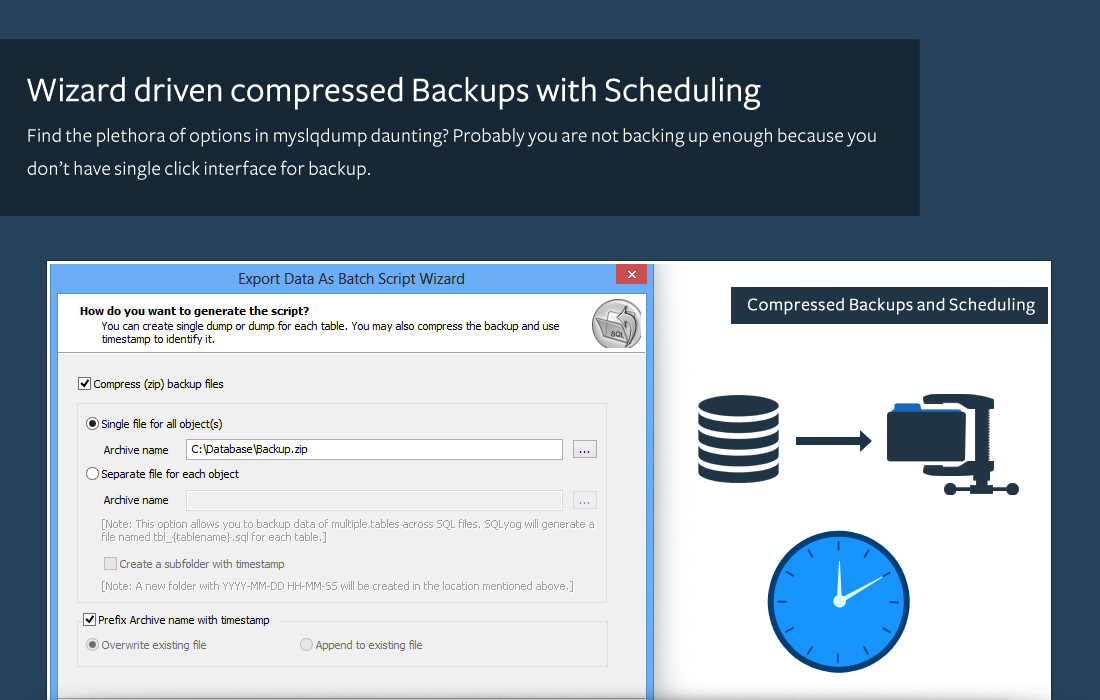 Wizard driven compressed Backups with Scheduling
Find the plethora of options in myslqdump daunting? Probably you are not backing up enough because you
don’t have single click interface for backup.
Export Data As Batch Script Wizard
How do you want to generate the script?
You can create single dump or dump for each table. You may also compress the backup and use
timestamp to identify it.
SQL
Compress (zip) backup files
Single file for all object(s)
Archive name
C:\Database\Backup.zip
...
Separate file for each object
Archive name
...
[Note: This option allows you to backup data of multiple tables across SQL files. SQLyog will generate a
file named tbl_{tablename}.sql for each table.]
Create a subfolder with timestamp
[Note: A new folder with YYYY-MM-DD HH-MM-SS will be created in the location mentioned above.]
Prefix Archive name with timestamp
Overwrite existing file
Append to existing file
Compressed Backups and Scheduling